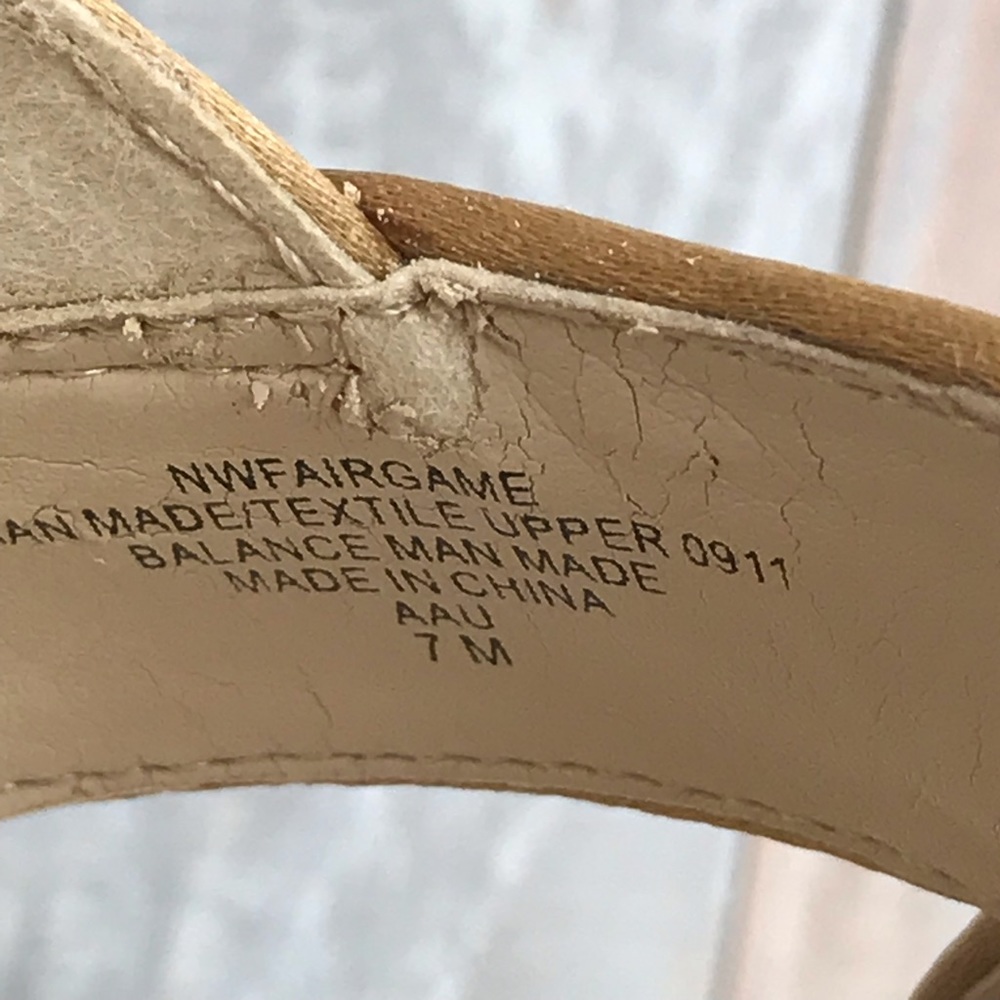 NWFAIRGAME
AN MADE/TEXTILE UPPER 0911
BALANCE MAN MADE
MADE IN CHINA
AAU
7 M